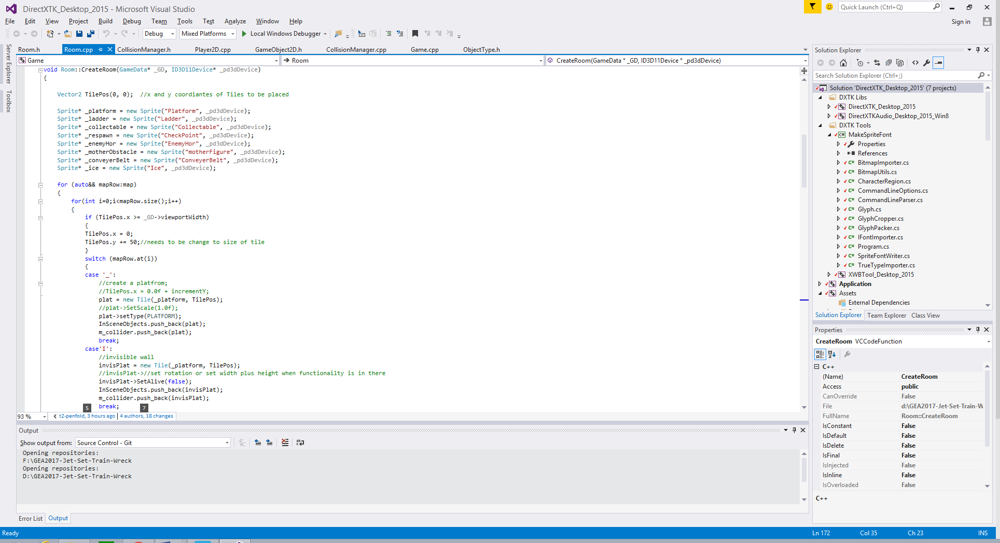 DirectXTK_Desktop_2015 - Microsoft Visual Studio
Quick Launch (Ctrl+Q)
File Edit View Project Build Debug Team Tools Test Analyze Window Help
Sign in
Debug Mixed Platforms Local Windows Debugger
Server Explorer
Toolbox
Room.h Room.cpp CollisionManager.h Player2D.cpp GameObject2D.h CollisionManager.cpp Game.cpp ObjectType.h
Game Room CreateRoom(GameData * _GD, ID3D11Device * _pd3dDevice)
void Room::CreateRoom(GameData* _GD, ID3D11Device* _pd3dDevice)
{
Vector2 TilePos(0, 0); //x and y coordiantes of Tiles to be placed
Sprite* _platform = new Sprite("Platform", _pd3dDevice);
Sprite* _ladder = new Sprite("Ladder", _pd3dDevice);
Sprite* _collectable = new Sprite("Collectable", _pd3dDevice);
Sprite* _respawn = new Sprite("CheckPoint", _pd3dDevice);
Sprite* _enemyHor = new Sprite("EnemyHor", _pd3dDevice);
Sprite* _motherObstacle = new Sprite("motherFigure", _pd3dDevice);
Sprite* _conveyerBelt = new Sprite("ConveyerBelt", _pd3dDevice);
Sprite* _ice = new Sprite("Ice", _pd3dDevice);
for (auto&& mapRow:map)
{
for(int i=0;i<mapRow.size();i++)
{
if (TilePos.x >= _GD->viewportWidth)
{
TilePos.x = 0;
TilePos.y += 50;//needs to be change to size of tile
}
switch (mapRow.at(i))
{
case '_':
//create a platfrom;
//TilePos.x = 0.0f + incrementY;
plat = new Tile(_platform, TilePos);
//plat->SetScale(1.0f);
plat->setType(PLATFORM);
InSceneObjects.push_back(plat);
m_collider.push_back(plat);
break;
case'I':
//invisible wall
invisPlat = new Tile(_platform, TilePos);
//invisPlat->//set rotation or set width plus height when functionailty is in there
invisPlat->SetAlive(false);
InSceneObjects.push_back(invisPlat);
m_collider.push_back(invisPlat);
5 break; 7
93 % t2-penfold, 3 hours ago | 4 authors, 18 changes
Output
Show output from: Source Control - Git
Opening repositories:
F:\GEA2017-Jet-Set-Train-Wreck
Opening repositories:
D:\GEA2017-Jet-Set-Train-Wreck
Error List Output
Solution Explorer
Search Solution Explorer (Ctrl+;)
Solution 'DirectXTK_Desktop_2015' (7 projects)
DXTK Libs
DirectXTK_Desktop_2015
DirectXTKAudio_Desktop_2015_Win8
DXTK Tools
C# MakeSpriteFont
Properties
References
C# BitmapImporter.cs
C# BitmapUtils.cs
C# CharacterRegion.cs
C# CommandLineOptions.cs
C# CommandLineParser.cs
C# Glyph.cs
C# GlyphCropper.cs
C# GlyphPacker.cs
C# IFontImporter.cs
C# Program.cs
C# SpriteFontWriter.cs
C# TrueTypeImporter.cs
XWBTool_Desktop_2015
Application
Assets
External Dependencies
Solution Explorer Team Explorer Class View
Properties
CreateRoom VCCodeFunction
C++
(Name) CreateRoom
Access public
CanOverride False
File d:\GEA2017-Jet-Set-Train-W
FullName Room::CreateRoom
IsConstant False
IsDefault False
IsDelete False
IsFinal False
IsInjected False
IsInline False
IsOverloaded False
C++
Ready Ln 172 Col 35 Ch 23 INS